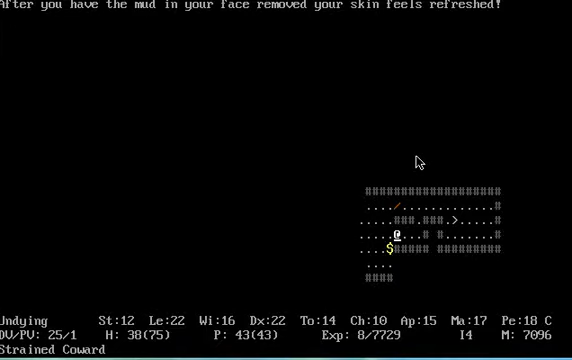 After you have the mud in your face removed your skin feels refreshed!
###################
..../.............#
.....###.###.>.....#
.....@...# #.......#
....$##### #########
....
####
Undying St:12 Le:22 Wi:16 Dx:22 To:14 Ch:10 Ap:15 Ma:17 Pe:18 C
DV/PV: 25/1 H: 38(75) P: 43(43) Exp: 8/7729 I4 M: 7096
Strained Coward